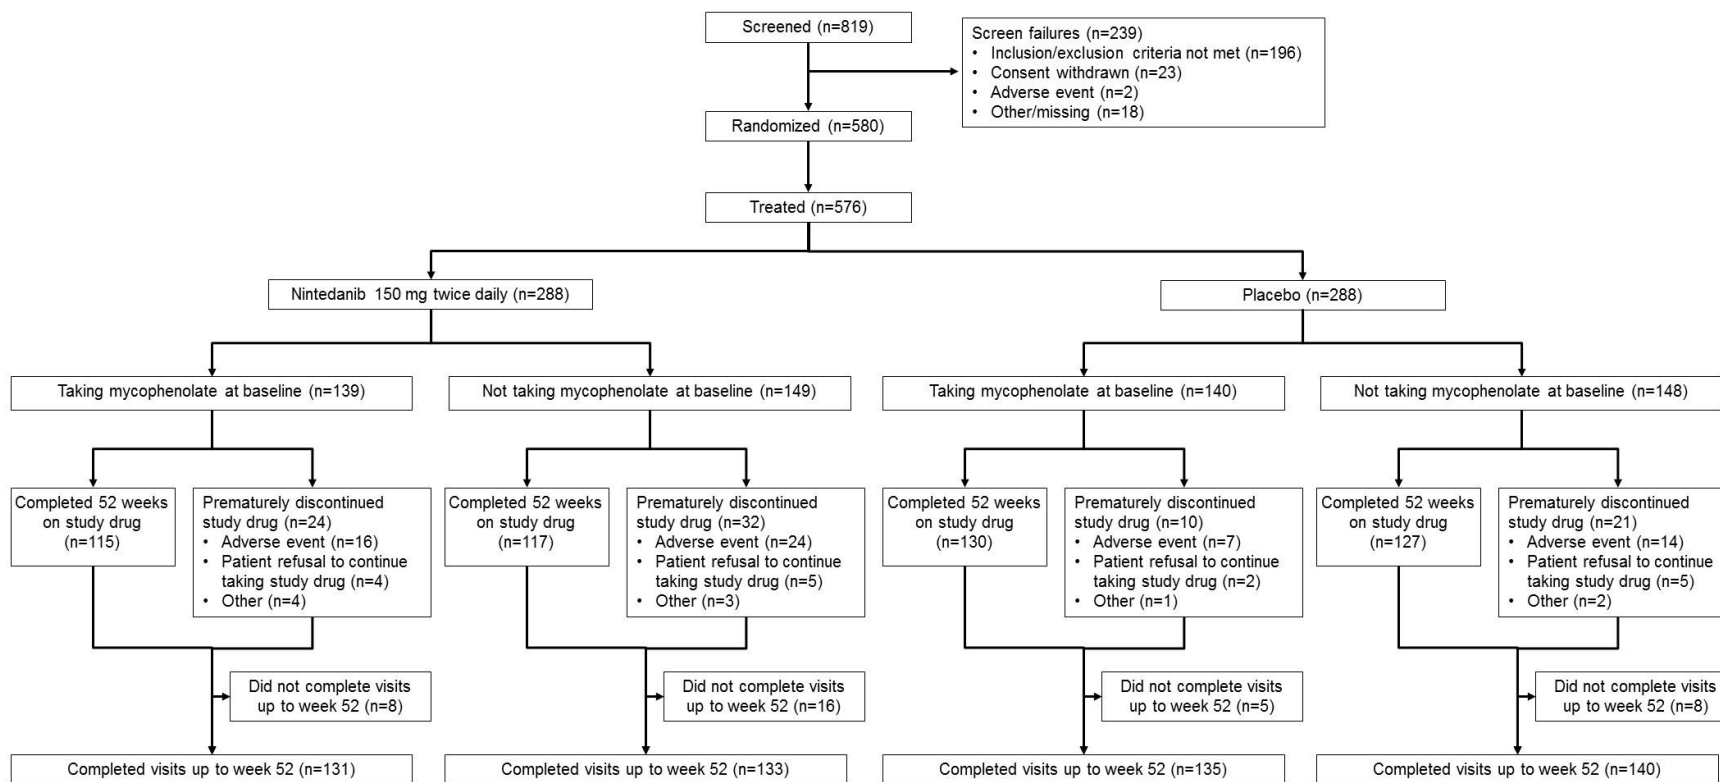 Screened (n=819)
Screen failures (n=239)
• Inclusion/exclusion criteria not met (n=196)
• Consent withdrawn (n=23)
• Adverse event (n=2)
• Other/missing (n=18)
Randomized (n=580)
Treated (n=576)
Nintedanib 150 mg twice daily (n=288)
Placebo (n=288)
Taking mycophenolate at baseline (n=139)
Not taking mycophenolate at baseline (n=149)
Taking mycophenolate at baseline (n=140)
Not taking mycophenolate at baseline (n=148)
Completed 52 weeks
on study drug
(n=115)
Prematurely discontinued
study drug (n=24)
• Adverse event (n=16)
• Patient refusal to continue
taking study drug (n=4)
• Other (n=4)
Completed 52 weeks
on study drug
(n=117)
Prematurely discontinued
study drug (n=32)
• Adverse event (n=24)
• Patient refusal to continue
taking study drug (n=5)
• Other (n=3)
Completed 52 weeks
on study drug
(n=130)
Prematurely discontinued
study drug (n=10)
• Adverse event (n=7)
• Patient refusal to continue
taking study drug (n=2)
• Other (n=1)
Completed 52 weeks
on study drug
(n=127)
Prematurely discontinued
study drug (n=21)
• Adverse event (n=14)
• Patient refusal to continue
taking study drug (n=5)
• Other (n=2)
Did not complete visits
up to week 52 (n=8)
Did not complete visits
up to week 52 (n=16)
Did not complete visits
up to week 52 (n=5)
Did not complete visits
up to week 52 (n=8)
Completed visits up to week 52 (n=131)
Completed visits up to week 52 (n=133)
Completed visits up to week 52 (n=135)
Completed visits up to week 52 (n=140)